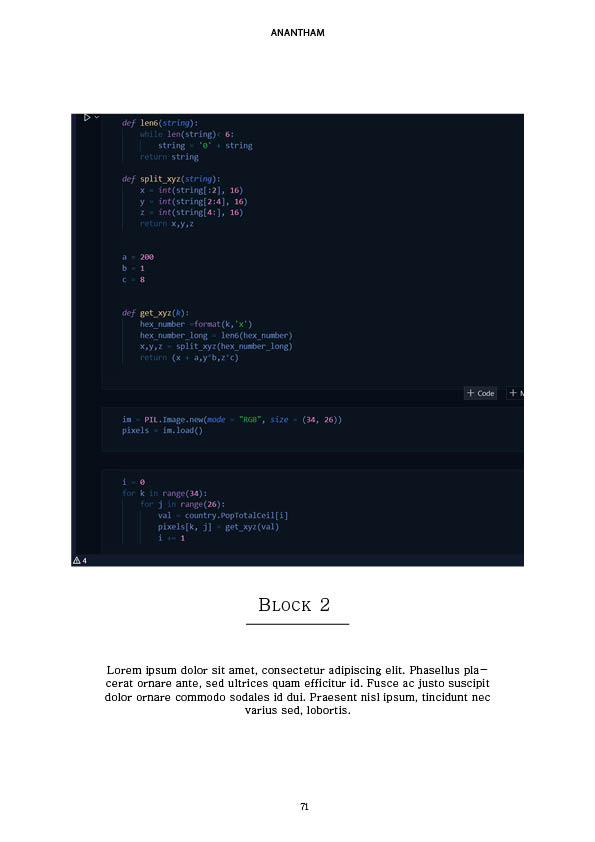 ANANTHAM
def len6(string):
while len(string)< 6:
string = '0' + string
return string
def split_xyz(string):
x = int(string[:2], 16)
y = int(string[2:4], 16)
z = int(string[4:], 16)
return x,y,z
a = 200
b = 1
c = 8
def get_xyz(k):
hex_number =format(k,'x')
hex_number_long = len6(hex_number)
x,y,z = split_xyz(hex_number_long)
return (x + a,y*b,z*c)
+ Code + M
im = PIL.Image.new(mode = "RGB", size = (34, 26))
pixels = im.load()
i = 0
for k in range(34):
for j in range(26):
val = country.PopTotalCeil[i]
pixels[k, j] = get_xyz(val)
i += 1
4
BLOCK 2
Lorem ipsum dolor sit amet, consectetur adipiscing elit. Phasellus pla-
cerat ornare ante, sed ultrices quam efficitur id. Fusce ac justo suscipit
dolor ornare commodo sodales id dui. Praesent nisl ipsum, tincidunt nec
varius sed, lobortis.
71